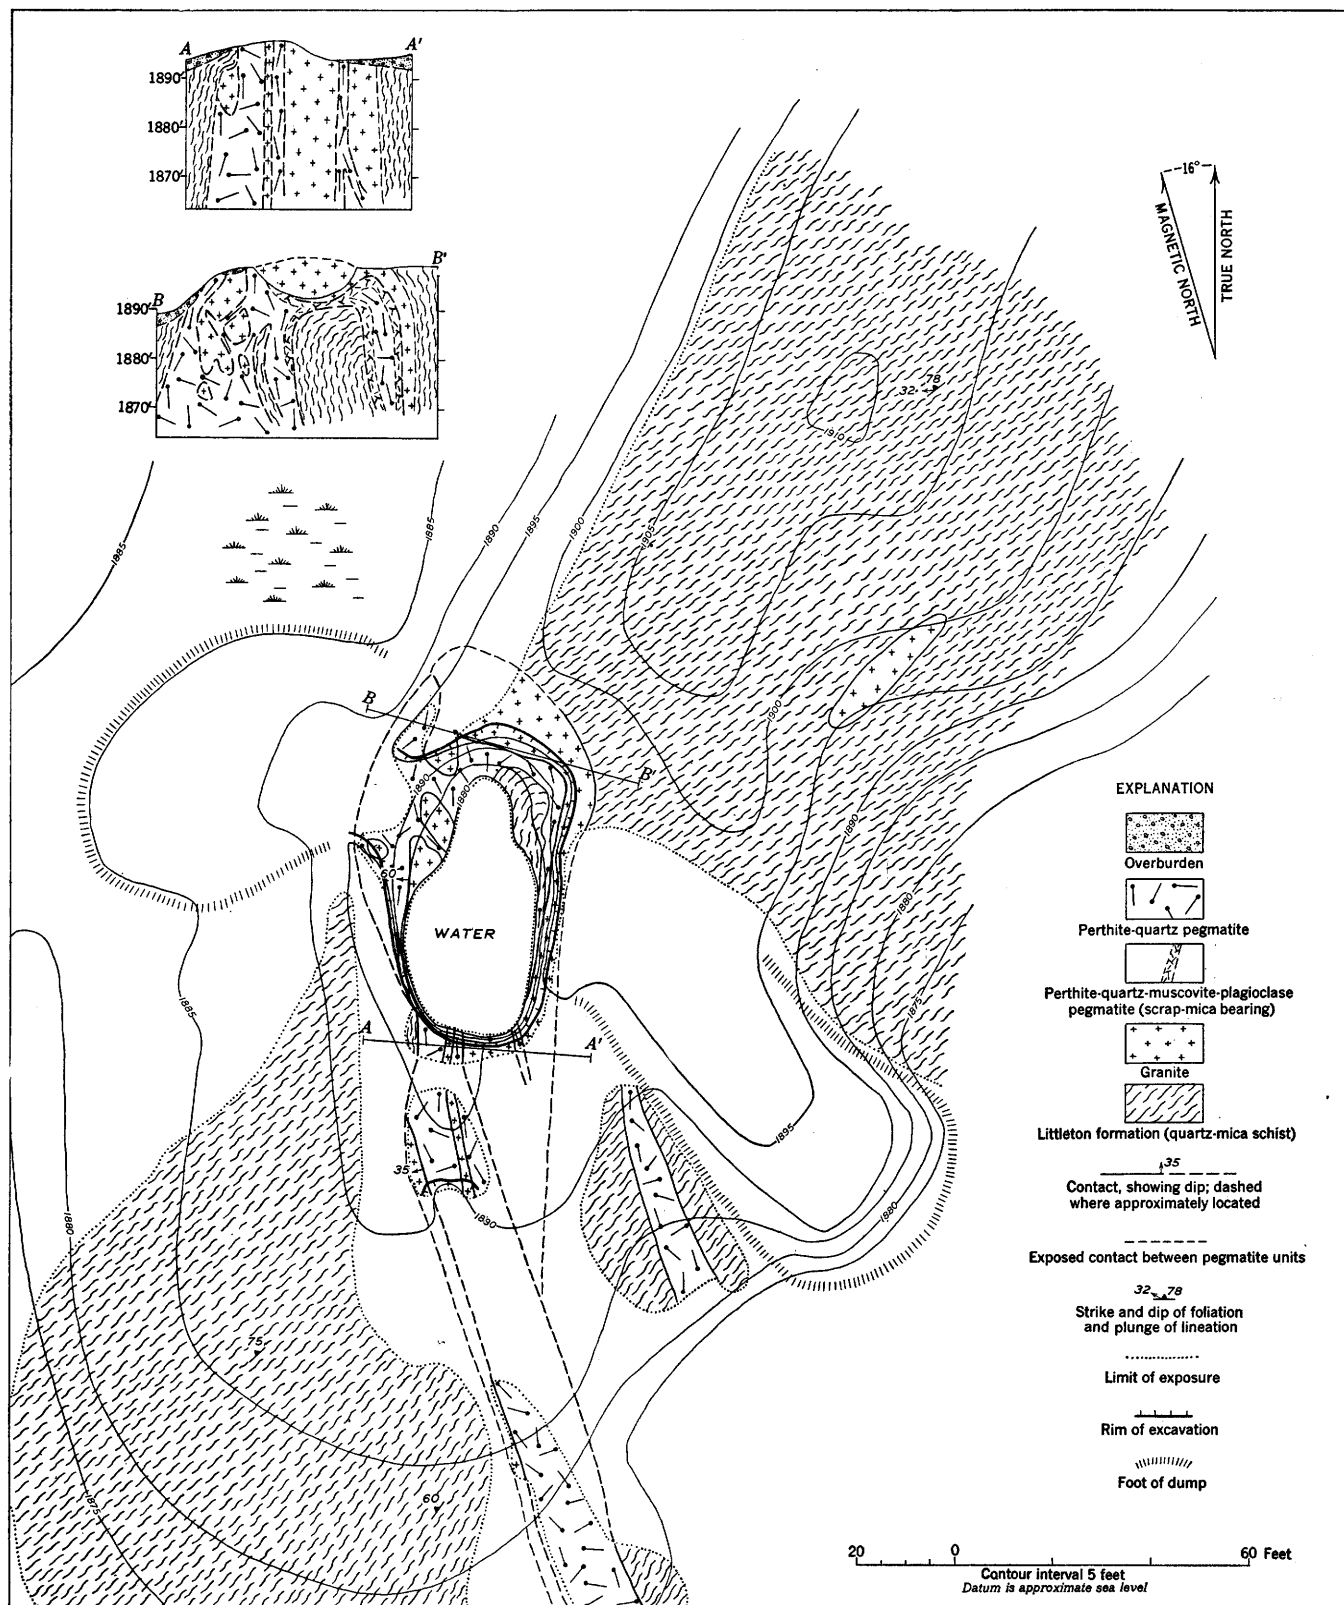 A A'
1890'
1880'
1870'
B B'
1890'
1880'
1870'
16°
MAGNETIC NORTH
TRUE NORTH
78
32
1910
1885
1885
1890
1895
1900
1905
B
1900
B'
1890
1880
1890
1880
60
WATER
1875
1885
A A'
1895
35
1890
1880
1880
75
1875
60
EXPLANATION
Overburden
Perthite-quartz pegmatite
Perthite-quartz-muscovite-plagioclase
pegmatite (scrap-mica bearing)
Granite
Littleton formation (quartz-mica schist)
35
Contact, showing dip; dashed
where approximately located
Exposed contact between pegmatite units
32 78
Strike and dip of foliation
and plunge of lineation
Limit of exposure
Rim of excavation
Foot of dump
20 0 60 Feet
Contour interval 5 feet
Datum is approximate sea level